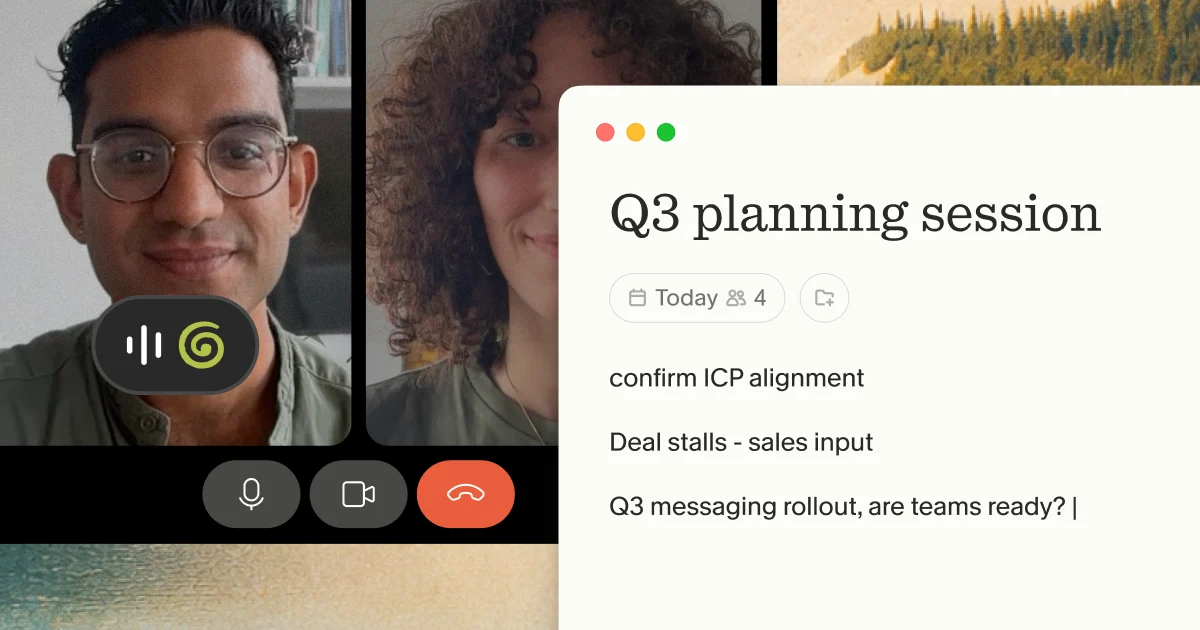 Q3 planning session
Today 4
confirm ICP alignment
Deal stalls - sales input
Q3 messaging rollout, are teams ready?